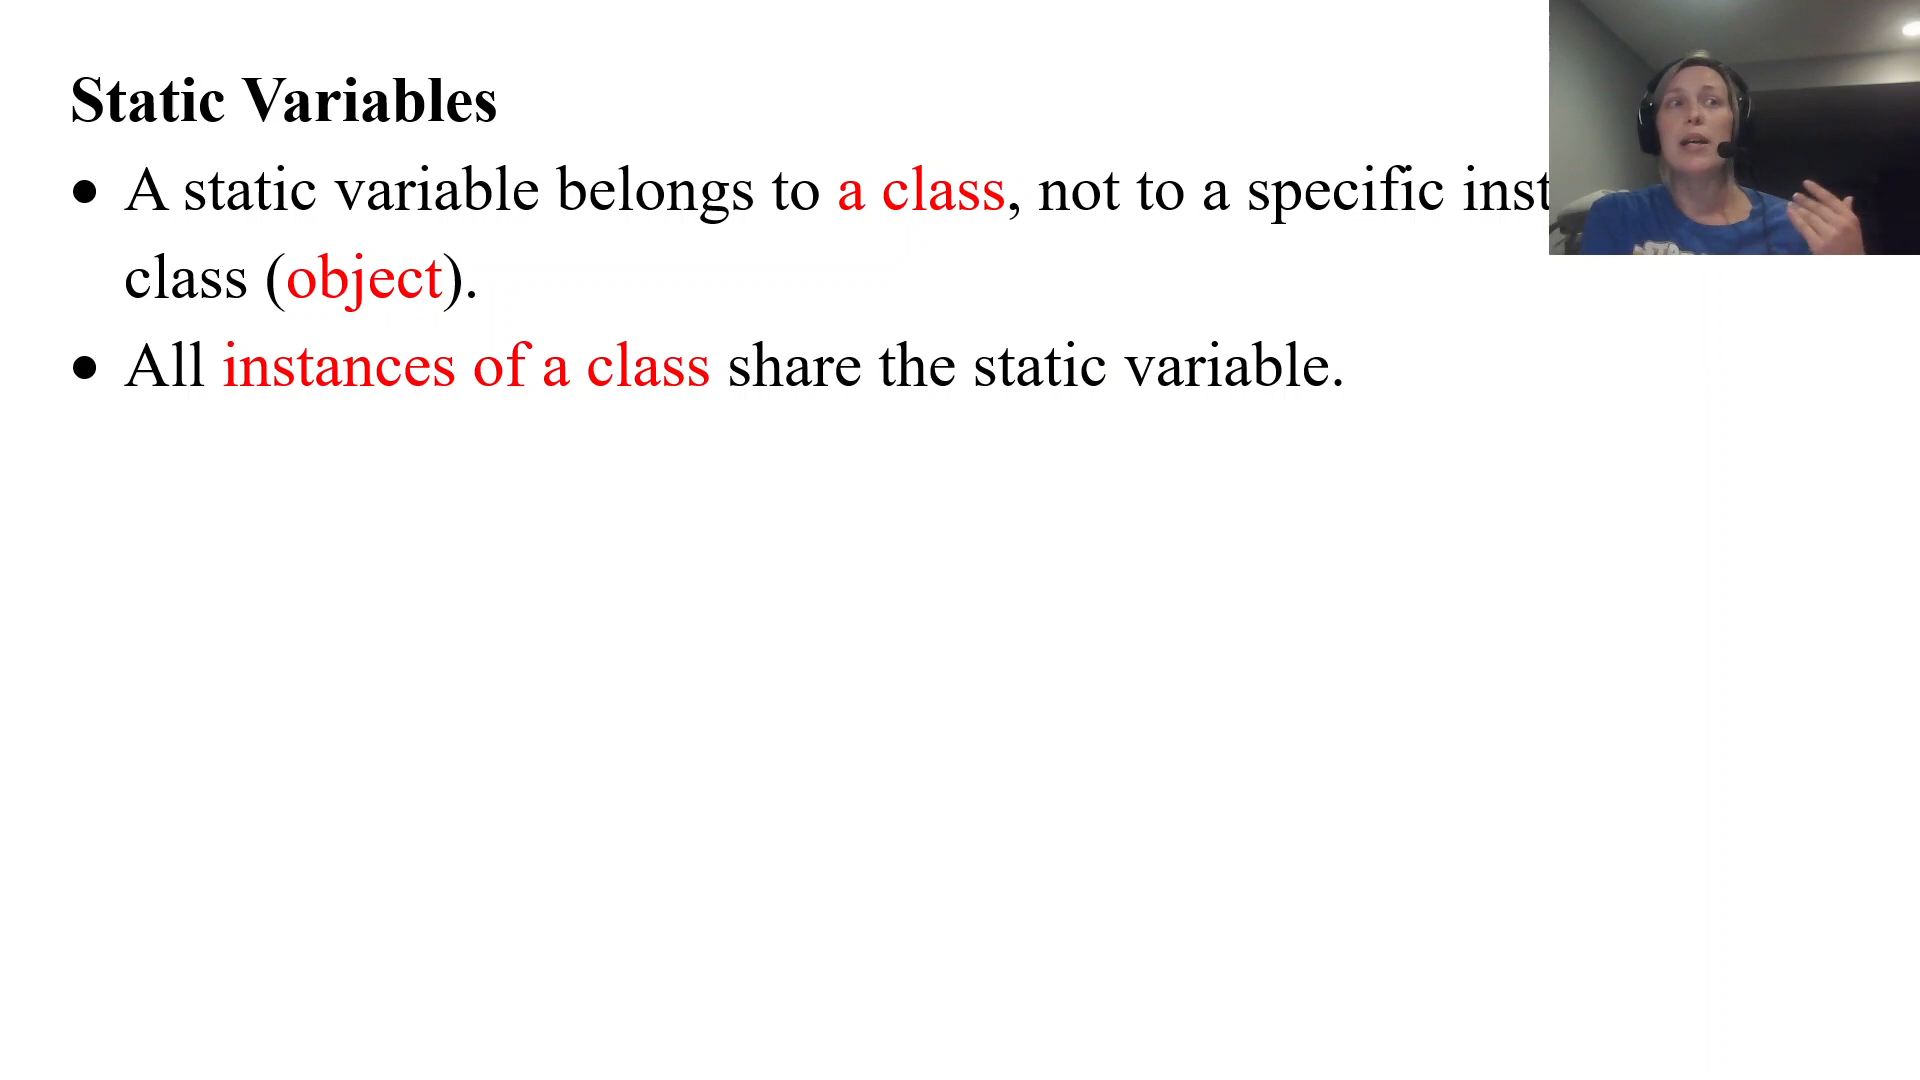 Static Variables
• A static variable belongs to a class, not to a specific inst
class (object).
• All instances of a class share the static variable.